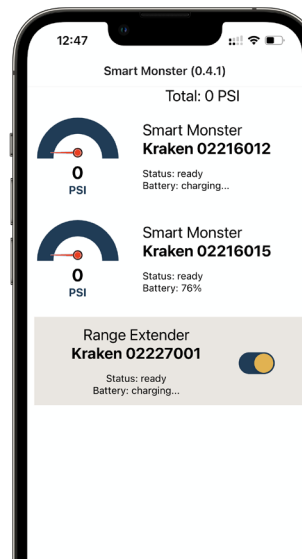 12:47
Smart Monster (0.4.1)
Total: 0 PSI
Smart Monster
Kraken 02216012
0
PSI
Status: ready
Battery: charging...
Smart Monster
Kraken 02216015
0
PSI
Status: ready
Battery: 76%
Range Extender
Kraken 02227001
Status: ready
Battery: charging...